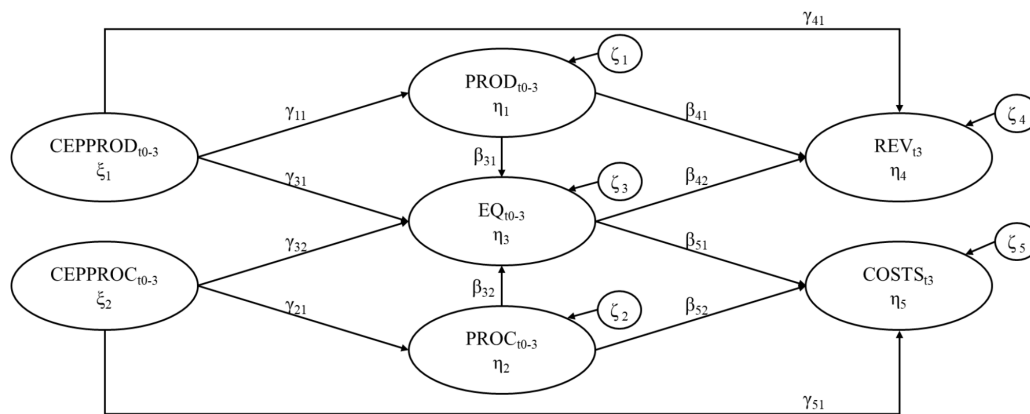 γ₄₁
ζ₁
PRODₜ₀₋₃
η₁
γ₁₁
β₄₁
ζ₄
CEPPRODₜ₀₋₃
ξ₁
REVₜ₃
η₄
β₃₁
γ₃₁
ζ₃
β₄₂
EQₜ₀₋₃
η₃
γ₃₂
β₅₁
ζ₅
CEPPROCₜ₀₋₃
ξ₂
COSTSₜ₃
η₅
β₃₂
γ₂₁
ζ₂
β₅₂
PROCₜ₀₋₃
η₂
γ₅₁